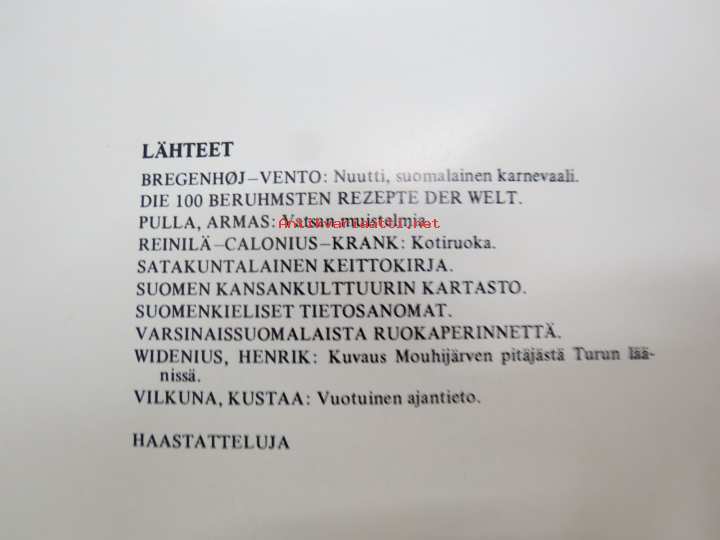 LÄHTEET
BREGENHØJ–VENTO: Nuutti, suomalainen karnevaali.
DIE 100 BERUHMSTEN REZEPTE DER WELT.
PULLA, ARMAS: Vatsan muistelmia.
Antikvariaatti.net
REINILÄ–CALONIUS–KRANK: Kotiruoka.
SATAKUNTALAINEN KEITTOKIRJA.
SUOMEN KANSANKULTTUURIN KARTASTO.
SUOMENKIELISET TIETOSANOMAT.
VARSINAISSUOMALAISTA RUOKAPERINNETTÄ.
WIDENIUS, HENRIK: Kuvaus Mouhijärven pitäjästä Turun lää-
nissä.
VILKUNA, KUSTAA: Vuotuinen ajantieto.
HAASTATTELUJA